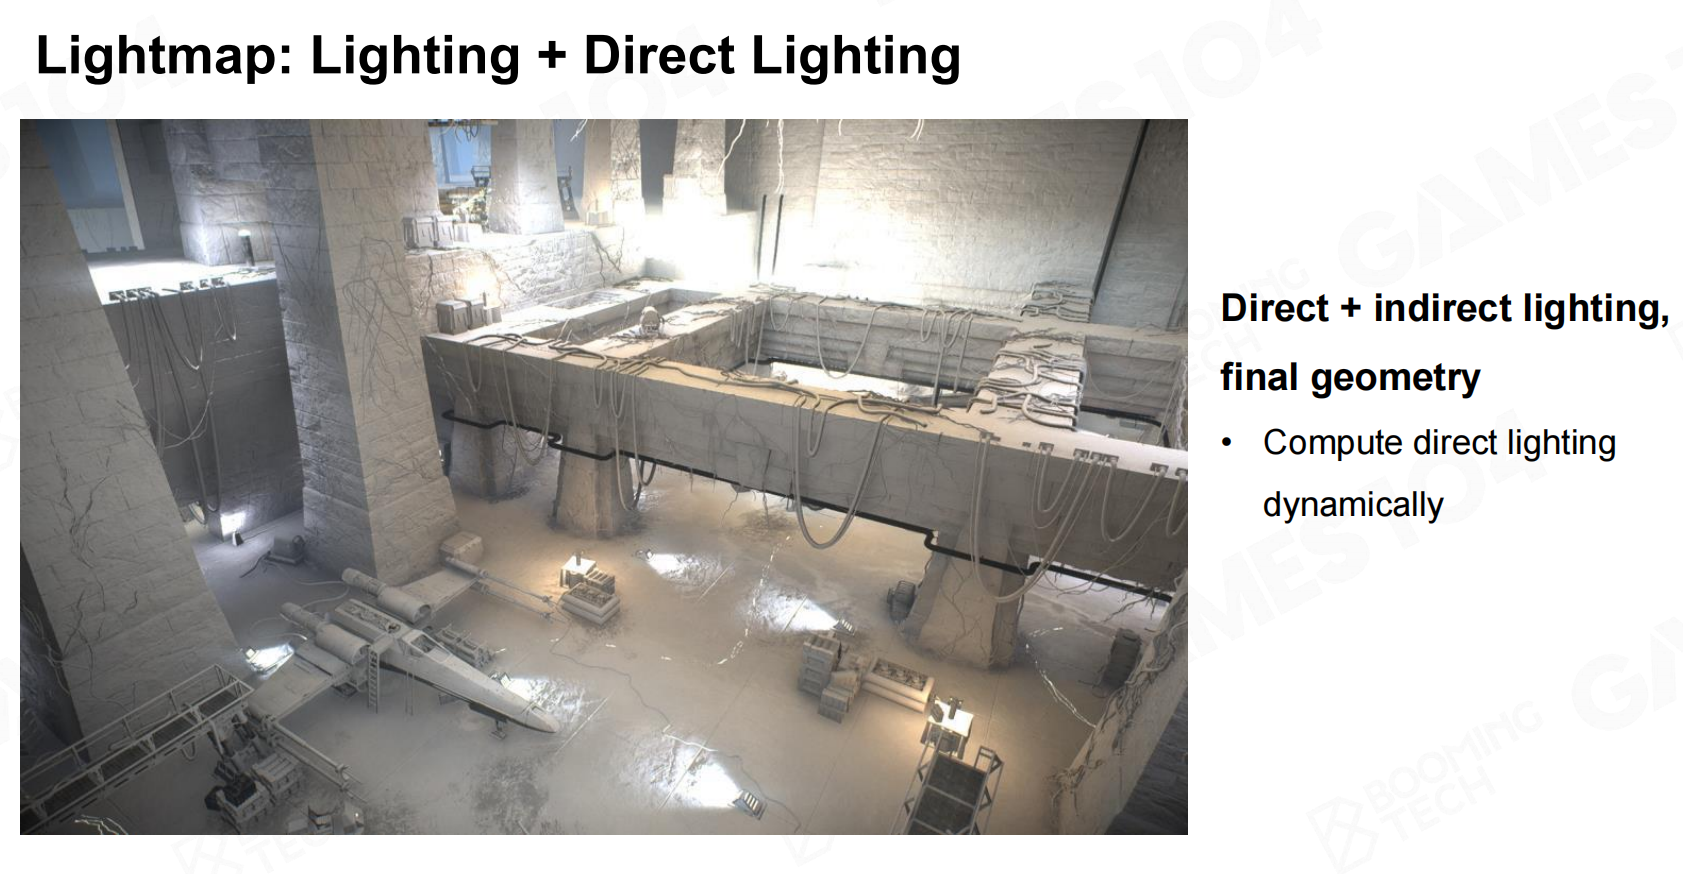 Lightmap: Lighting + Direct Lighting
Direct + indirect lighting,
final geometry
• Compute direct lighting
dynamically
GAMES104
BOOMING
TECH